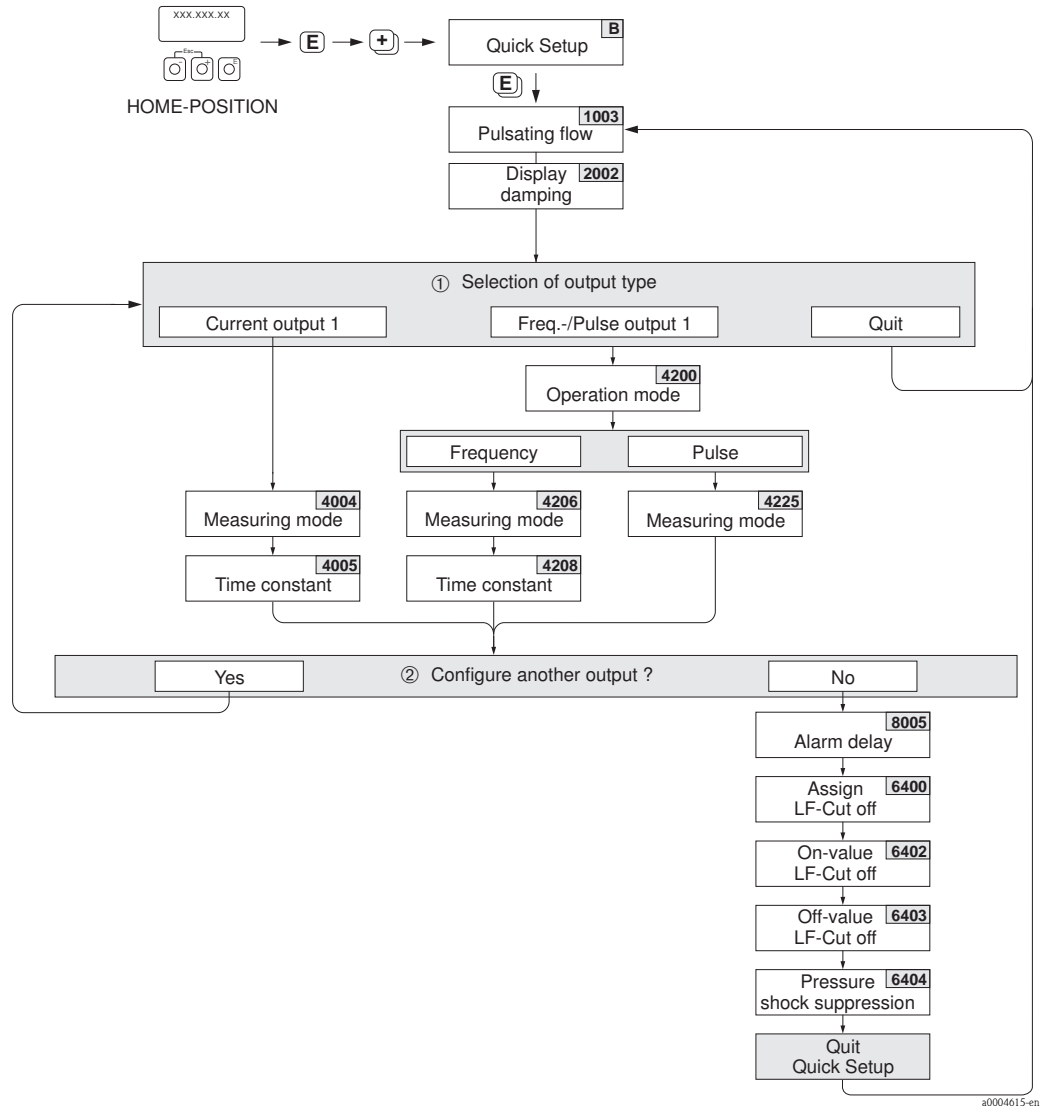 xxx.xxx.xx
Esc
- + E
E
+
HOME-POSITION
B
Quick Setup
E
1003
Pulsating flow
Display 2002
damping
① Selection of output type
Current output 1
Freq.-/Pulse output 1
Quit
4200
Operation mode
Frequency
Pulse
4004
Measuring mode
4206
Measuring mode
4225
Measuring mode
4005
Time constant
4208
Time constant
Yes
② Configure another output ?
No
8005
Alarm delay
Assign 6400
LF-Cut off
On-value 6402
LF-Cut off
Off-value 6403
LF-Cut off
Pressure 6404
shock suppression
Quit
Quick Setup
a0004615-en